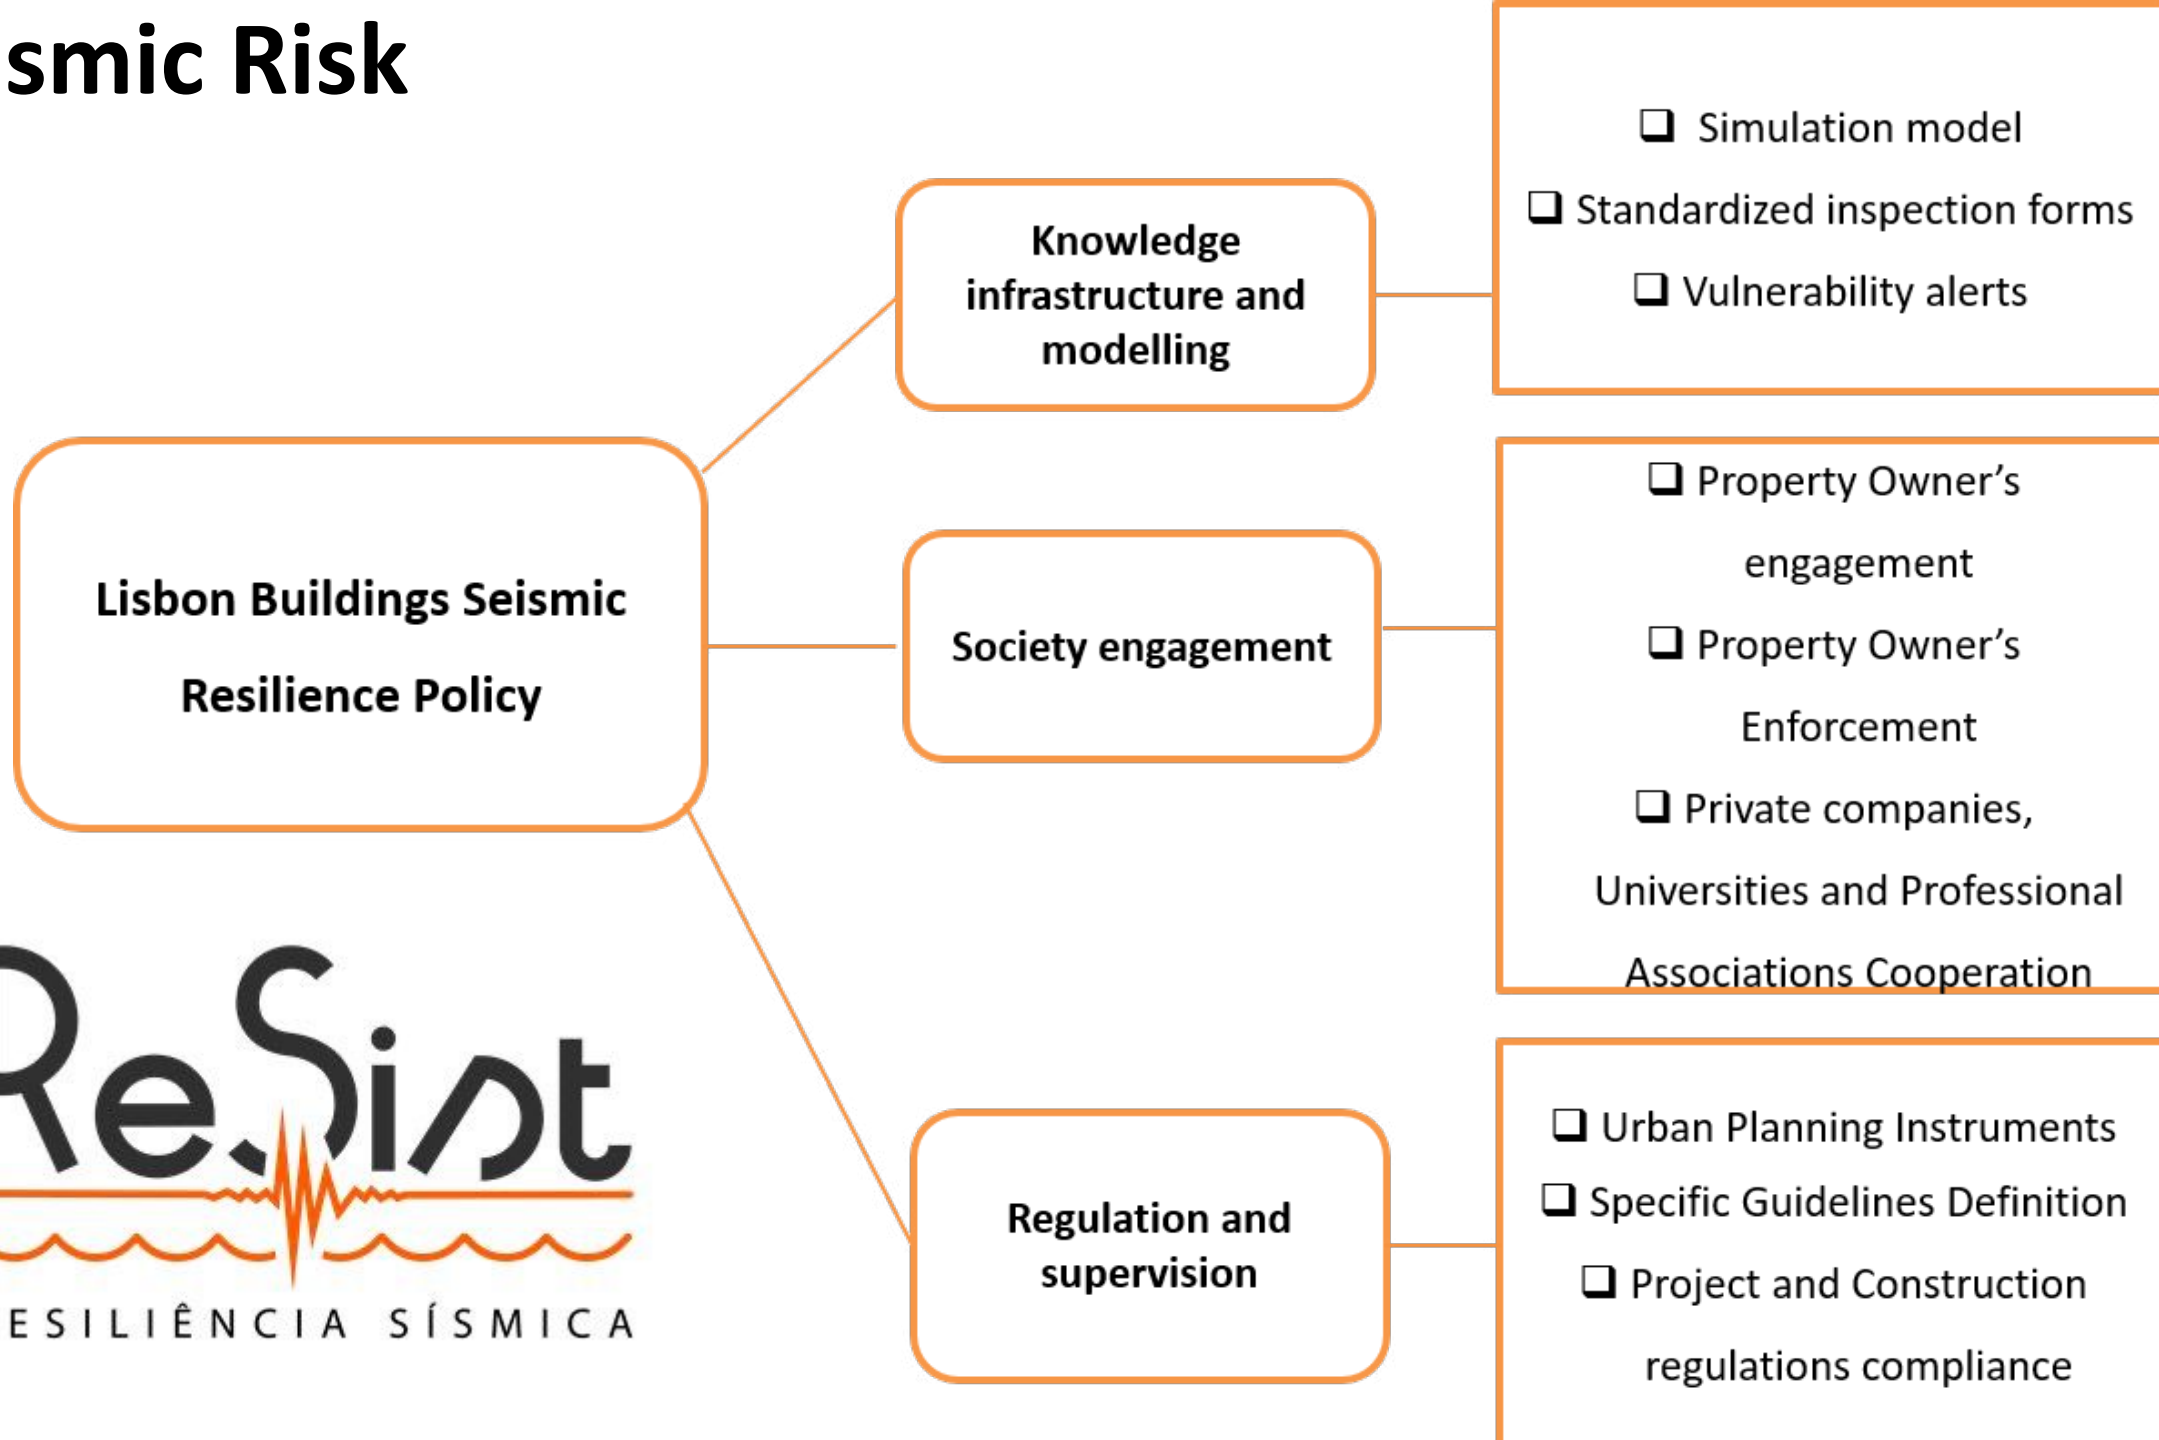 smic Risk
Lisbon Buildings Seismic
Resilience Policy
Knowledge
infrastructure and
modelling
❑ Simulation model
❑ Standardized inspection forms
❑ Vulnerability alerts
Society engagement
❑ Property Owner’s
engagement
❑ Property Owner’s
Enforcement
❑ Private companies,
Universities and Professional
Associations Cooperation
Regulation and
supervision
❑ Urban Planning Instruments
❑ Specific Guidelines Definition
❑ Project and Construction
regulations compliance
ReSist
ESILIÊNCIA SÍSMICA